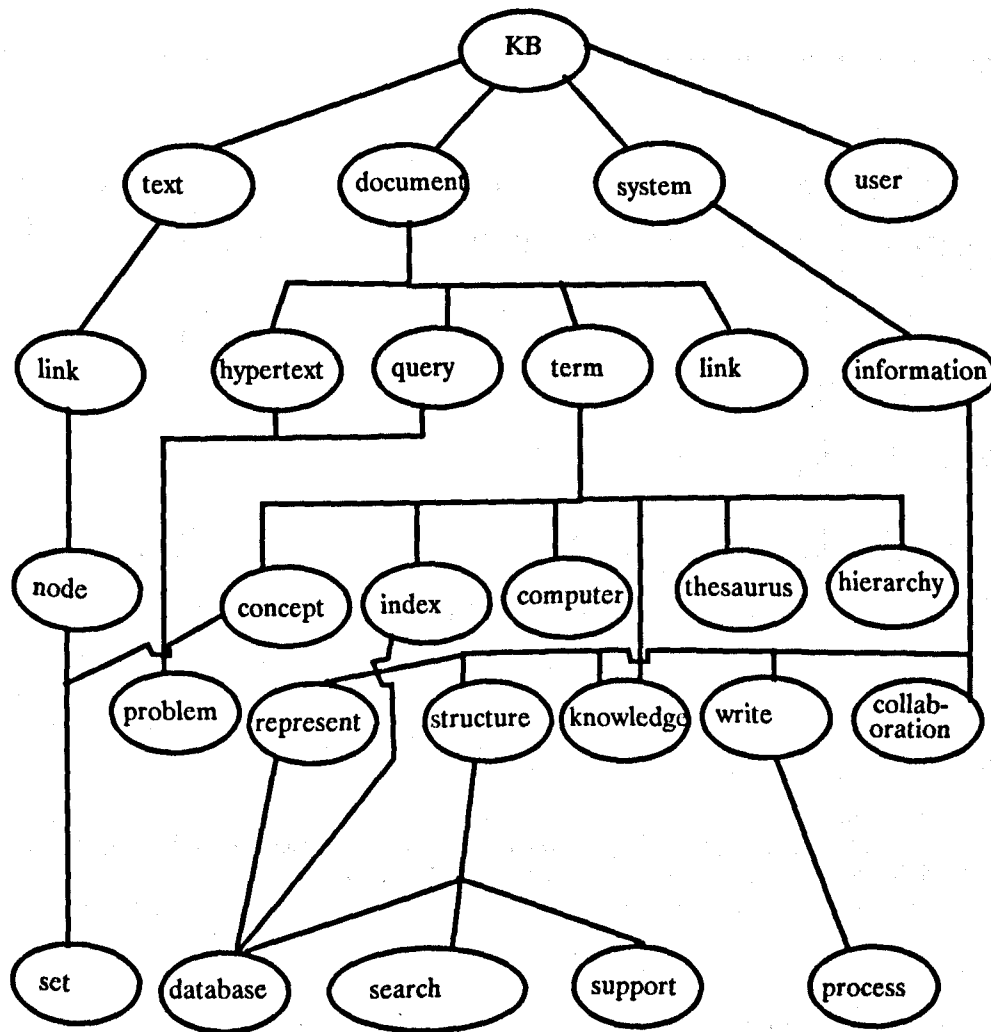 KB
text
document
system
user
link
hypertext
query
term
link
information
node
concept
index
computer
thesaurus
hierarchy
problem
represent
structure
knowledge
write
collab-
oration
set
database
search
support
process